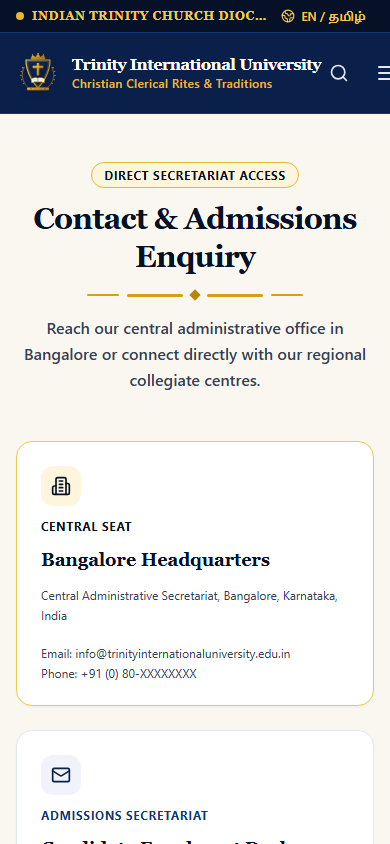 INDIAN TRINITY CHURCH DIOC...
EN / தமிழ்
Trinity International University
Christian Clerical Rites & Traditions
DIRECT SECRETARIAT ACCESS
Contact & Admissions
Enquiry
Reach our central administrative office in
Bangalore or connect directly with our regional
collegiate centres.
CENTRAL SEAT
Bangalore Headquarters
Central Administrative Secretariat, Bangalore, Karnataka,
India
Email: info@trinityinternationaluniversity.edu.in
Phone: +91 (0) 80-XXXXXXXX
ADMISSIONS SECRETARIAT